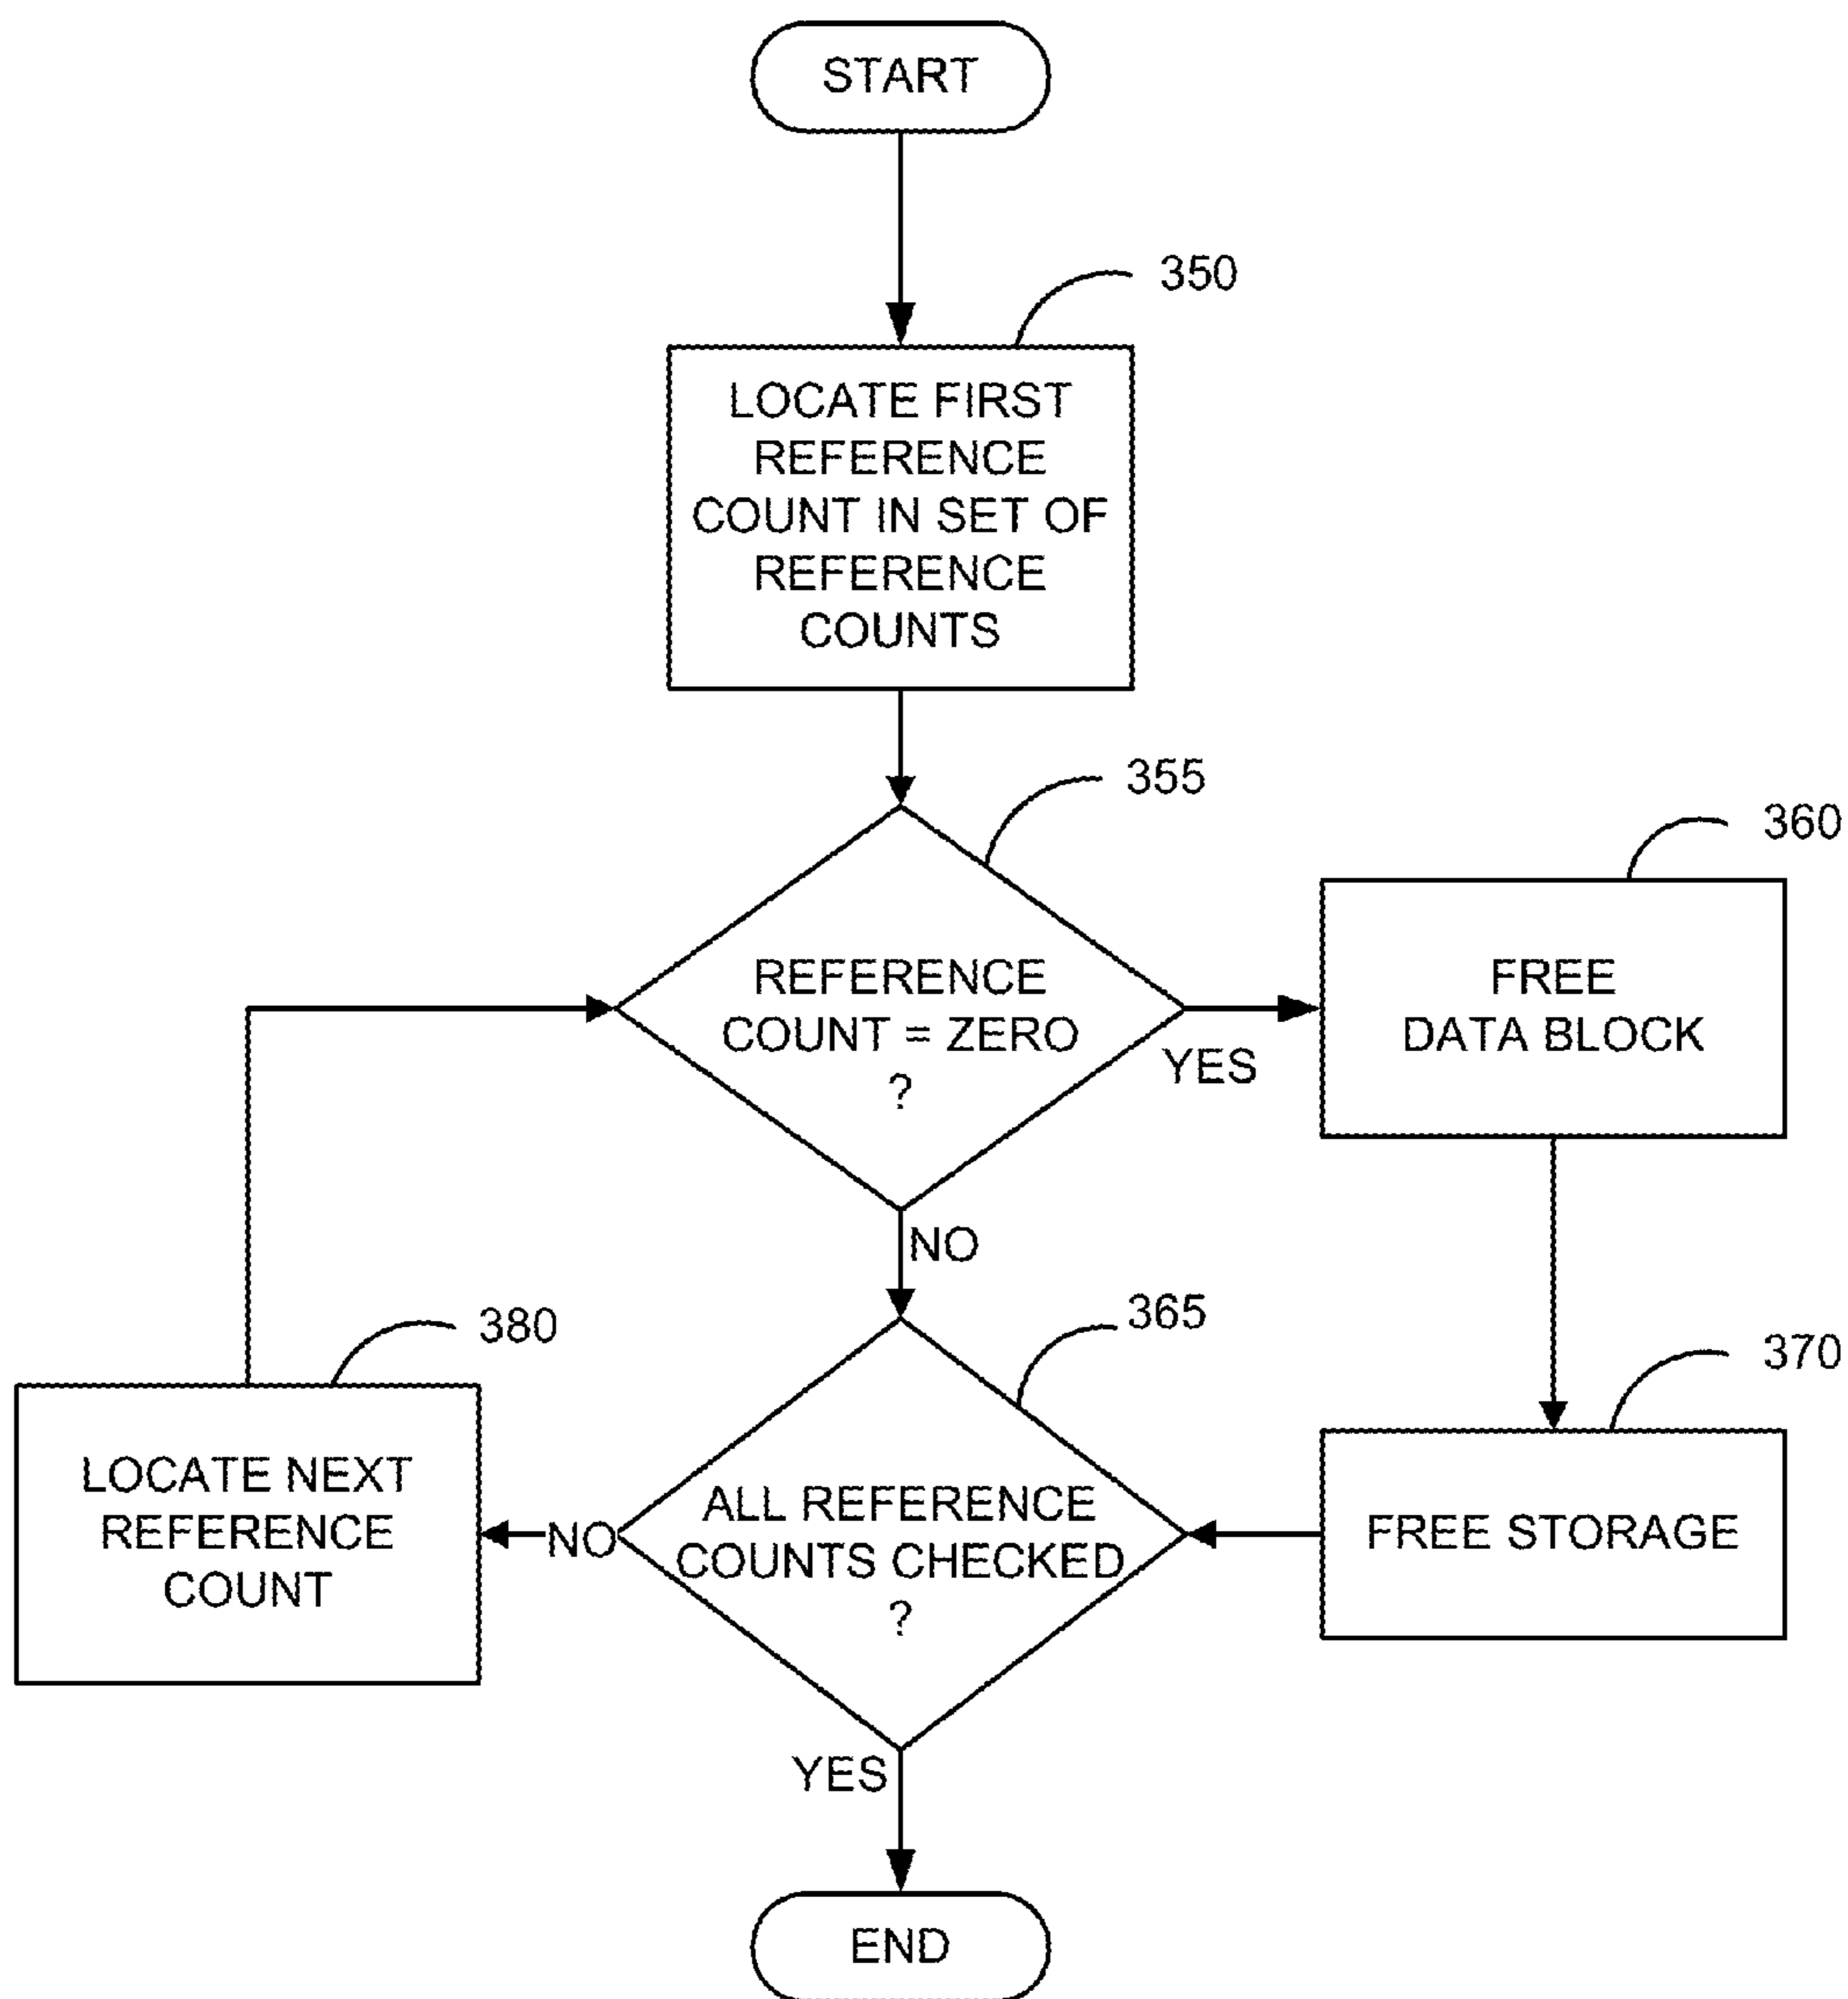 START
350
LOCATE FIRST
REFERENCE
COUNT IN SET OF
REFERENCE
COUNTS
355
REFERENCE
COUNT = ZERO
?
YES
NO
360
FREE
DATA BLOCK
365
ALL REFERENCE
COUNTS CHECKED
?
NO
YES
370
FREE STORAGE
380
LOCATE NEXT
REFERENCE
COUNT
END